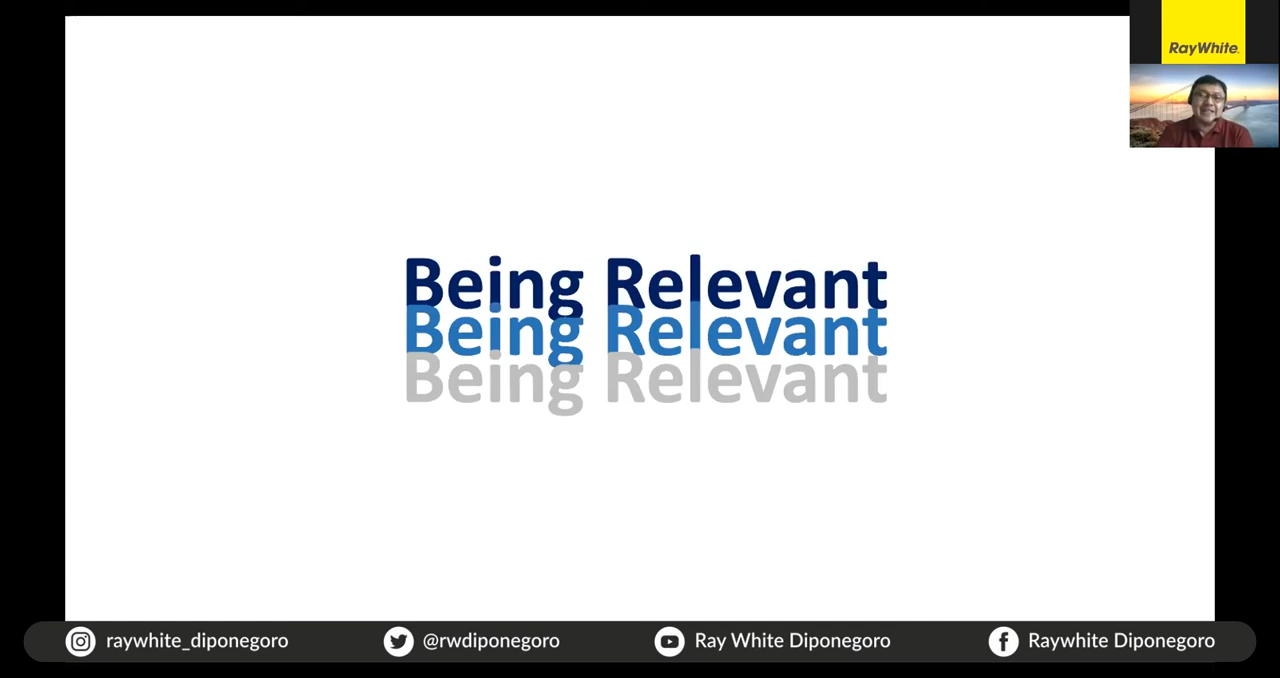 RayWhite.
Being Relevant
Being Relevant
Being Relevant
raywhite_diponegoro
@rwdiponegoro
Ray White Diponegoro
Raywhite Diponegoro